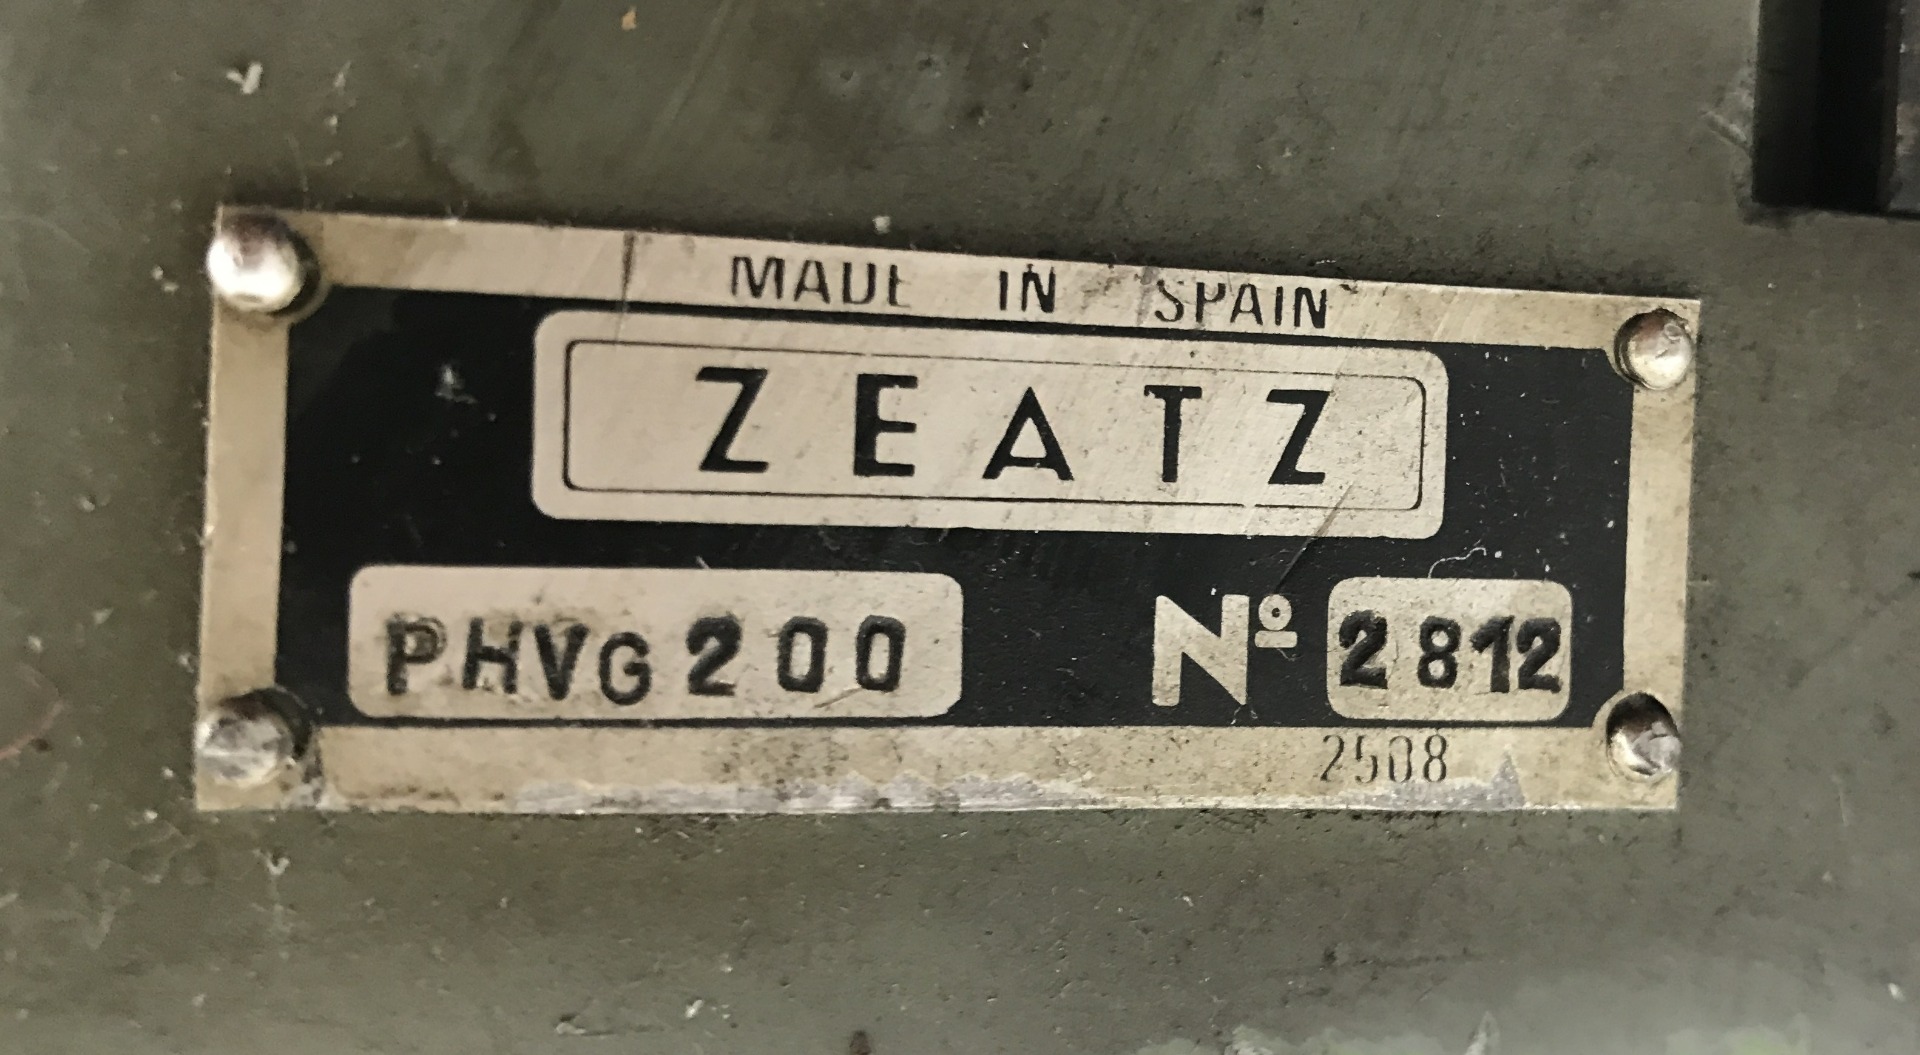 MADE IN SPAIN
ZEATZ
PHVG 200 Nº 2812
2508